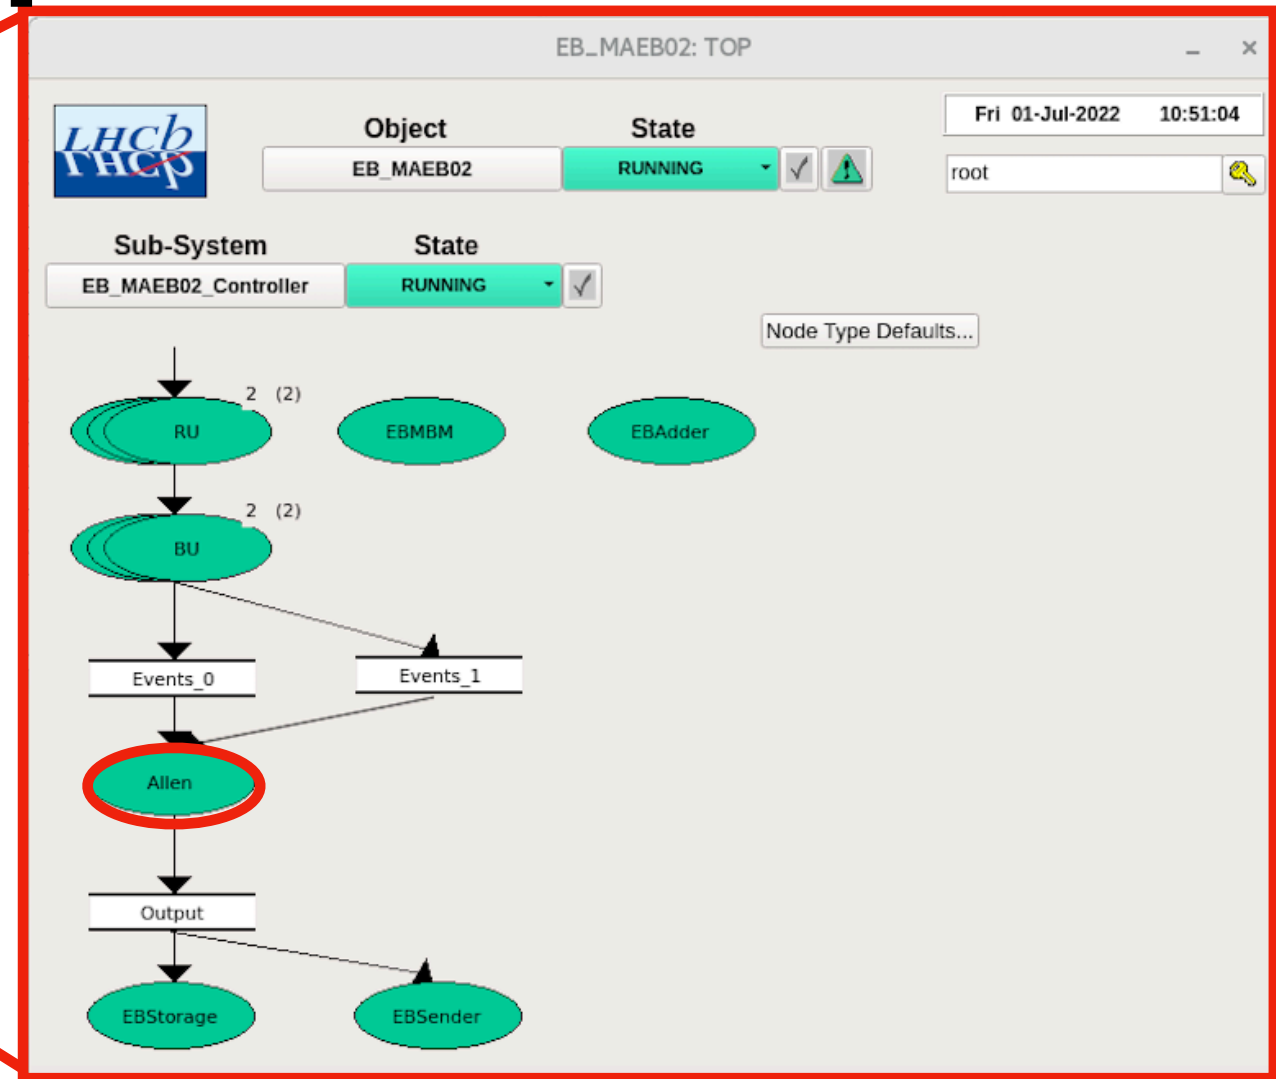 EB_MAEB02: TOP
LHCb
LHCb
Object State
Fri 01-Jul-2022 10:51:04
EB_MAEB02 RUNNING
root
Sub-System State
EB_MAEB02_Controller RUNNING
Node Type Defaults...
2 (2)
RU EBMBM EBAdder
2 (2)
BU
Events_0 Events_1
Allen
Output
EBStorage EBSender